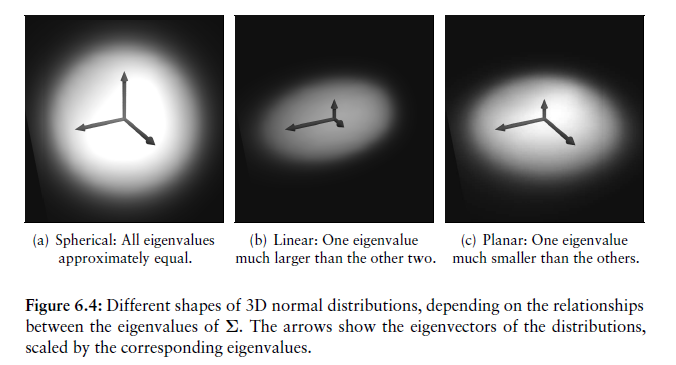 (a) Spherical: All eigenvalues
approximately equal.
(b) Linear: One eigenvalue
much larger than the other two.
(c) Planar: One eigenvalue
much smaller than the others.
Figure 6.4: Different shapes of 3D normal distributions, depending on the relationships
between the eigenvalues of Σ. The arrows show the eigenvectors of the distributions,
scaled by the corresponding eigenvalues.